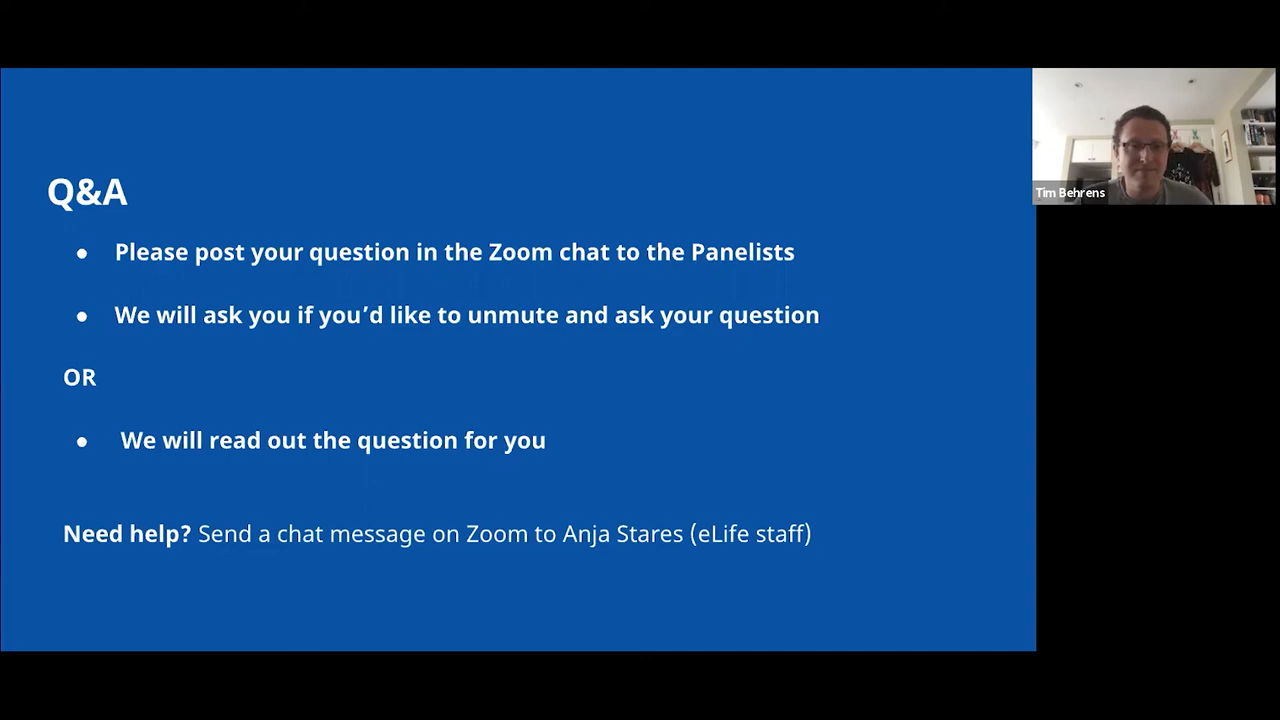 Q&A
● Please post your question in the Zoom chat to the Panelists
● We will ask you if you’d like to unmute and ask your question
OR
● We will read out the question for you
Need help? Send a chat message on Zoom to Anja Stares (eLife staff)
Tim Behrens